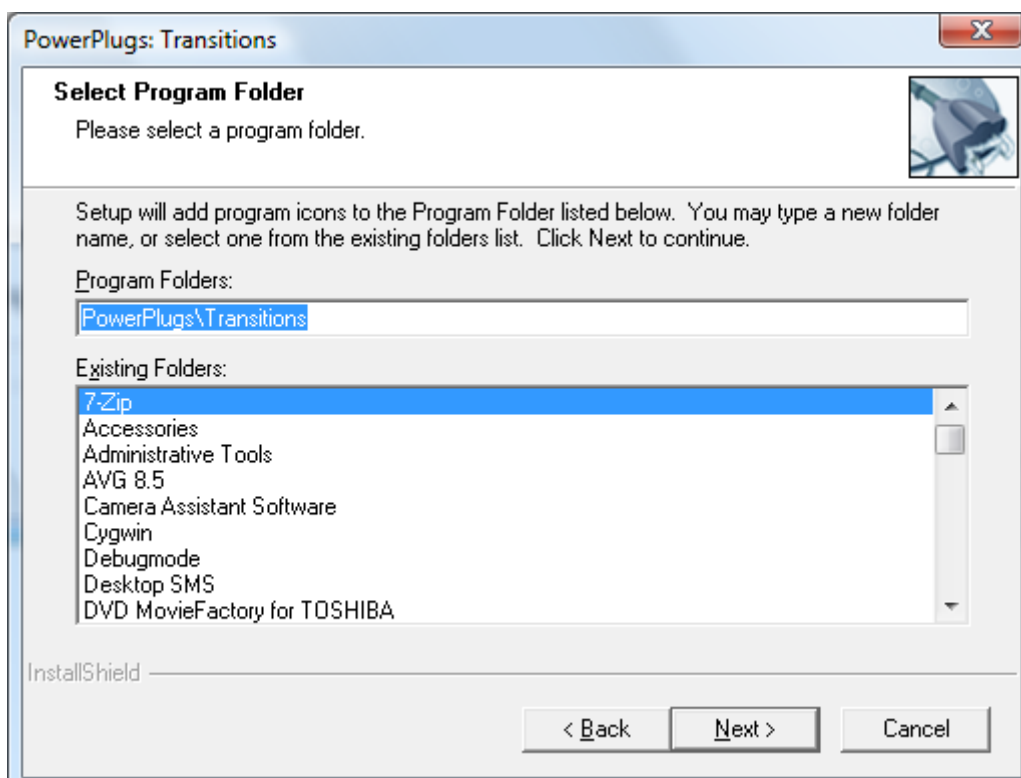 PowerPlugs: Transitions
Select Program Folder
Please select a program folder.
Setup will add program icons to the Program Folder listed below. You may type a new folder
name, or select one from the existing folders list. Click Next to continue.
Program Folders:
PowerPlugs\Transitions
Existing Folders:
7-Zip
Accessories
Administrative Tools
AVG 8.5
Camera Assistant Software
Cygwin
Debugmode
Desktop SMS
DVD MovieFactory for TOSHIBA
InstallShield
< Back
Next >
Cancel